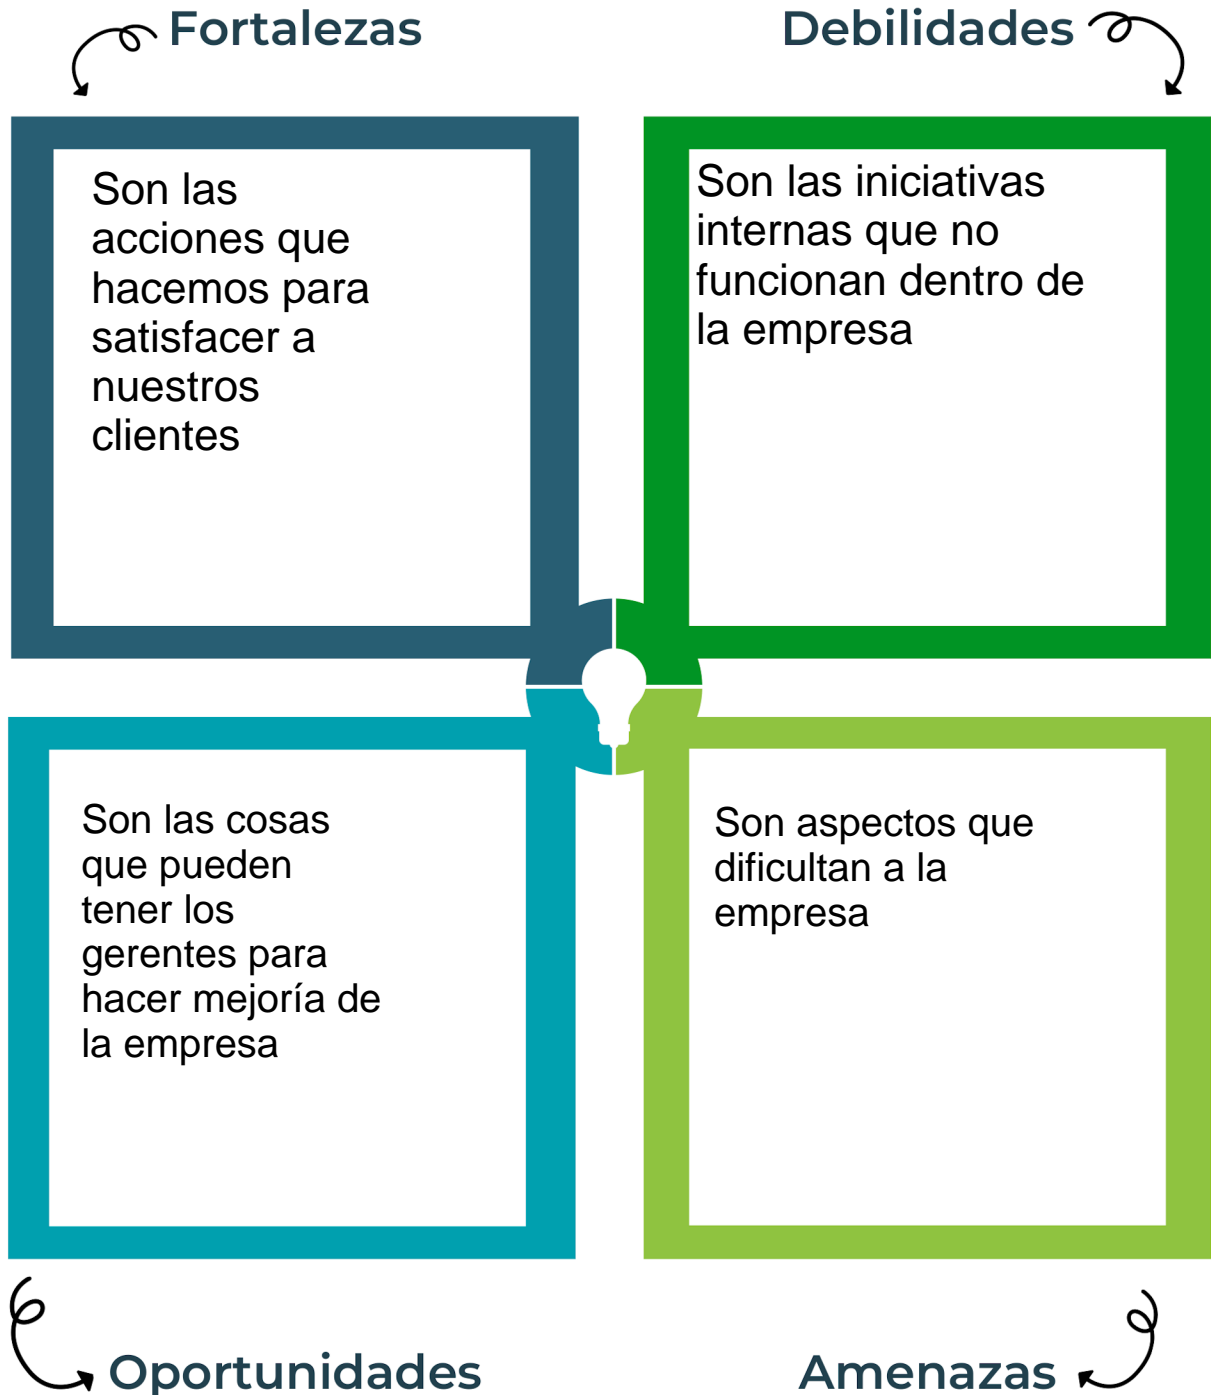 Fortalezas
Debilidades
Son las
acciones que
hacemos para
satisfacer a
nuestros
clientes
Son las iniciativas
internas que no
funcionan dentro de
la empresa
Son las cosas
que pueden
tener los
gerentes para
hacer mejoría de
la empresa
Son aspectos que
dificultan a la
empresa
Oportunidades
Amenazas